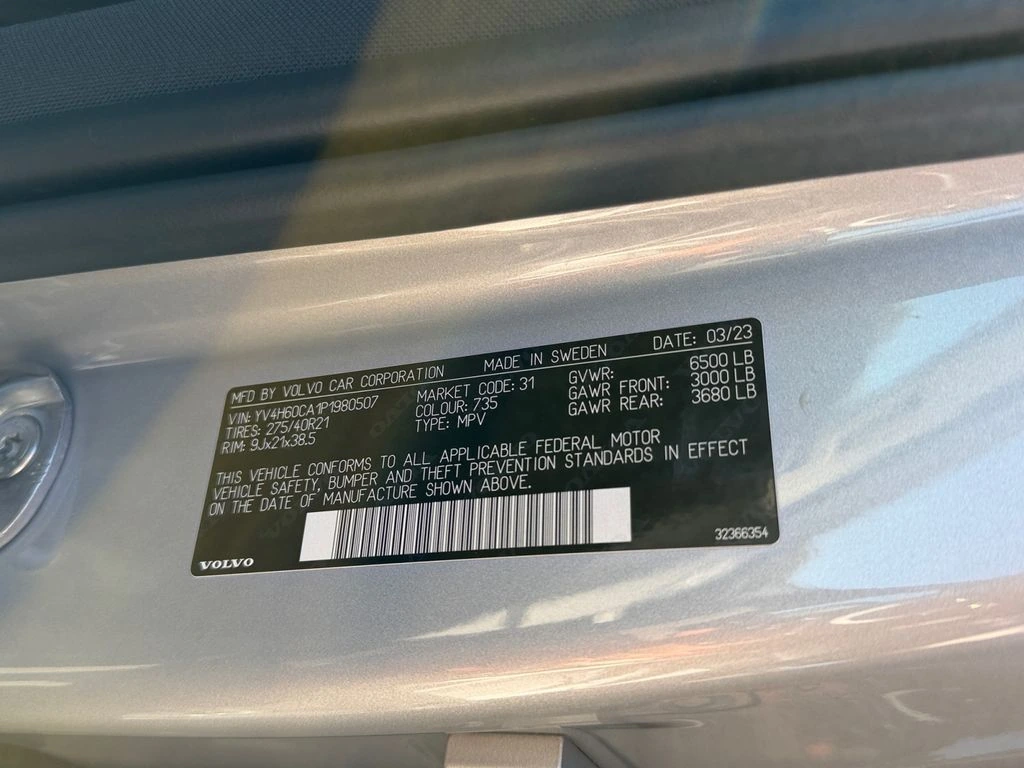 MFD BY VOLVO CAR CORPORATION MADE IN SWEDEN DATE: 03/23
VIN: YV4H60CA1P1980507 MARKET CODE: 31 GVWR: 6500 LB
TIRES: 275/40R21 COLOUR: 735 GAWR FRONT: 3000 LB
RIM: 9Jx21x38.5 TYPE: MPV GAWR REAR: 3680 LB
THIS VEHICLE CONFORMS TO ALL APPLICABLE FEDERAL MOTOR
VEHICLE SAFETY, BUMPER AND THEFT PREVENTION STANDARDS IN EFFECT
ON THE DATE OF MANUFACTURE SHOWN ABOVE.
VOLVO 32366354